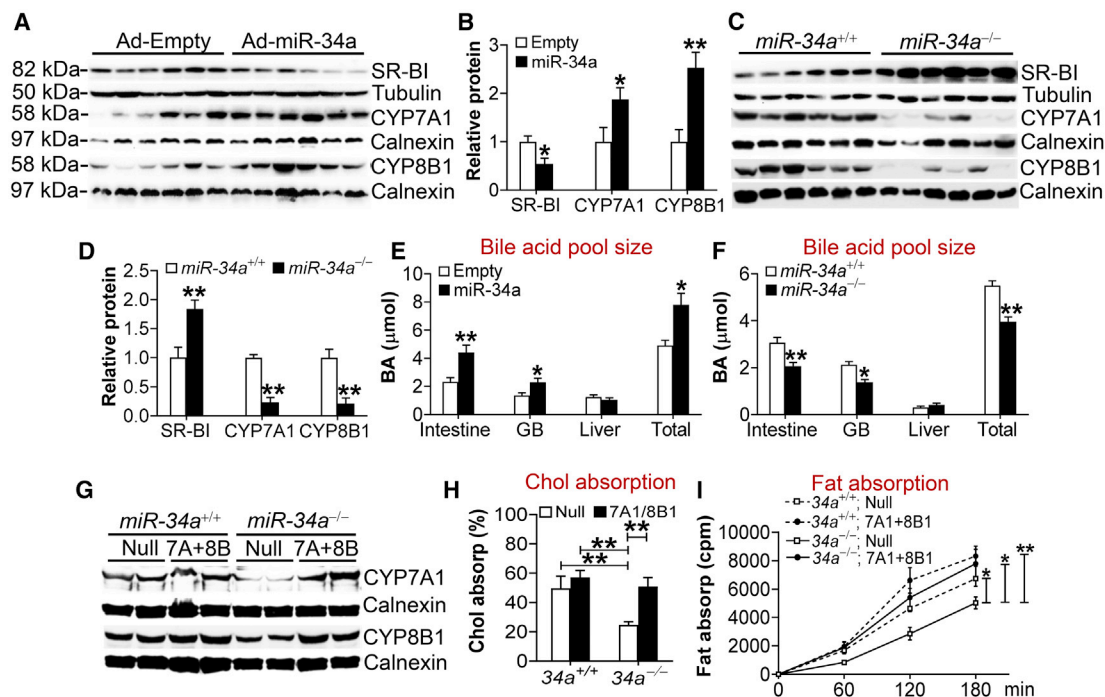 A
Ad-Empty Ad-miR-34a
82 kDa- SR-BI
50 kDa- Tubulin
58 kDa- CYP7A1
97 kDa- Calnexin
58 kDa- CYP8B1
97 kDa- Calnexin
B
Relative protein
3
2
1
0
Empty
miR-34a
* * **
SR-BI CYP7A1 CYP8B1
C
miR-34a+/+ miR-34a−/−
SR-BI
Tubulin
CYP7A1
Calnexin
CYP8B1
Calnexin
D
miR-34a+/+ miR-34a−/−
Relative protein
2.5
2.0
1.5
1.0
0.5
0.0
** ** **
SR-BI CYP7A1 CYP8B1
E
Bile acid pool size
Empty
miR-34a
BA (μmol)
10
8
6
4
2
0
** * *
Intestine GB Liver Total
F
Bile acid pool size
miR-34a+/+
miR-34a−/−
BA (μmol)
6
4
2
0
** * **
Intestine GB Liver Total
G
miR-34a+/+ miR-34a−/−
Null 7A+8B Null 7A+8B
CYP7A1
Calnexin
CYP8B1
Calnexin
H
Chol absorption
Null 7A1/8B1
Chol absorp (%)
100
80
60
40
20
0
**
**
**
34a+/+ 34a−/−
I
Fat absorption
34a+/+; Null
34a+/+; 7A1+8B1
34a−/−; Null
34a−/−; 7A1+8B1
Fat absorp (cpm)
10000
8000
6000
4000
2000
0
* * **
0 60 120 180 min